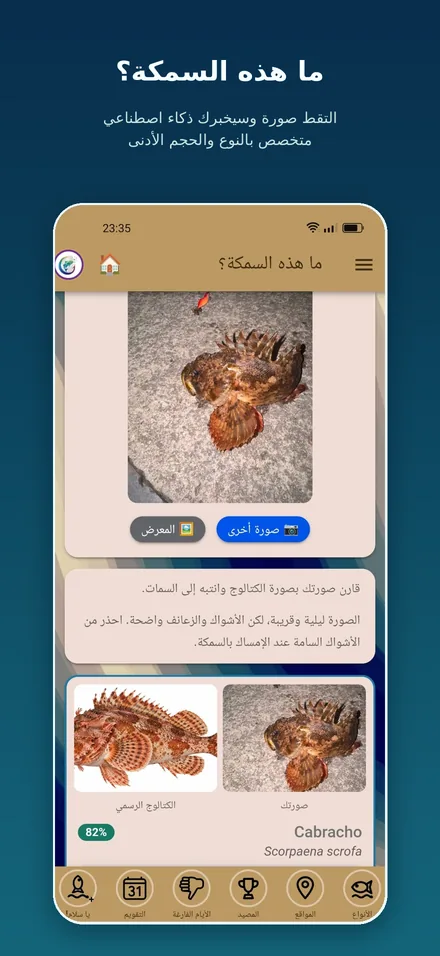 ما هذه السمكة؟
التقط صورة وسيخبرك ذكاء اصطناعي
متخصص بالنوع والحجم الأدنى
23:35
ما هذه السمكة؟
صورة أخرى
المعرض
قارن صورتك بصورة الكتالوج وانتبه إلى السمات.
الصورة ليلية وقريبة، لكن الأشواك والزعانف واضحة. احذر من
الأشواك السامة عند الإمساك بالسمكة.
صورتك
الكتالوج الرسمي
Cabracho
82%
Scorpaena scrofa
الأنواع
المواقع
المصيد
الأيام الفارغة
31
التقويم
يا سلام!